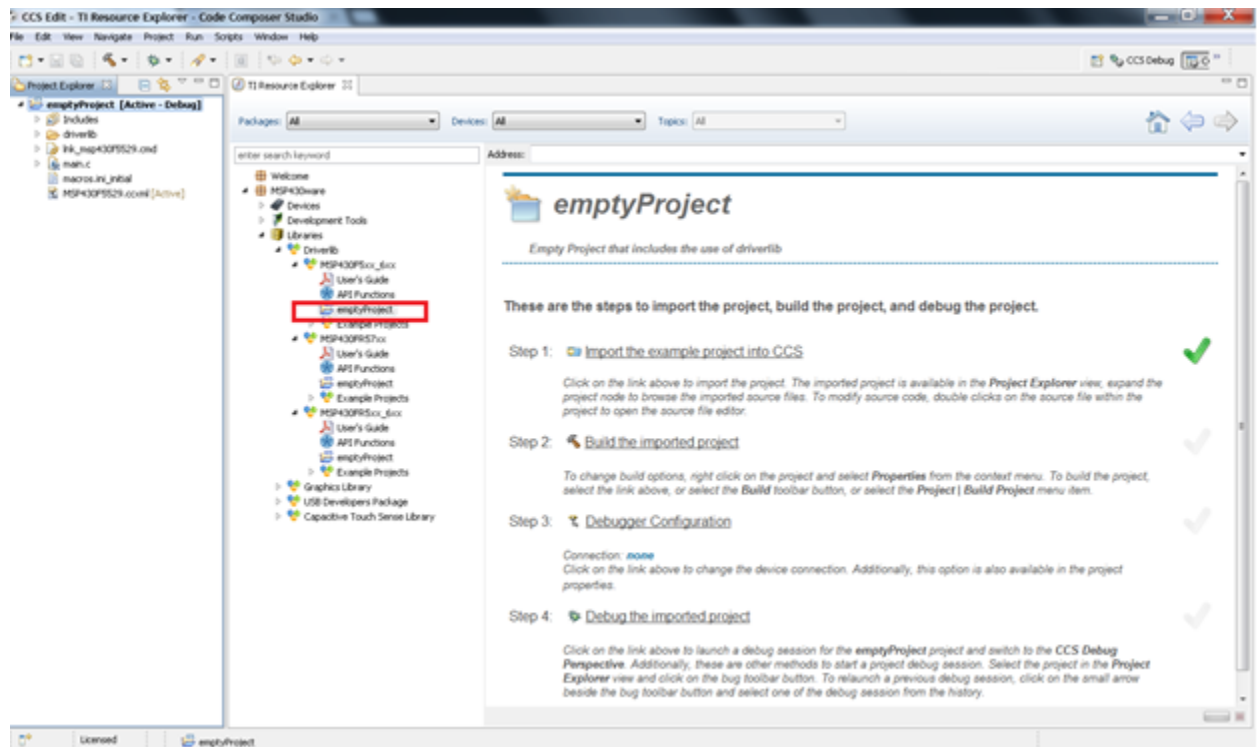 CCS Edit - TI Resource Explorer - Code Composer Studio
File Edit View Navigate Project Run Scripts Window Help
CCS Debug
Project Explorer
TI Resource Explorer
emptyProject [Active - Debug]
Includes
driverlib
lnk_msp430f5529.cmd
main.c
macros.ini_initial
MSP430F5529.ccxml [Active]
Packages: All Devices: All Topics: All
enter search keyword
Address:
Welcome
MSP430ware
Devices
Development Tools
Libraries
Driverlib
MSP430F5xx_6xx
User's Guide
API Functions
emptyProject
Example Projects
MSP430FR57xx
User's Guide
API Functions
emptyProject
Example Projects
MSP430FR5xx_6xx
User's Guide
API Functions
emptyProject
Example Projects
Graphics Library
USB Developers Package
Capacitive Touch Sense Library
emptyProject
Empty Project that includes the use of driverlib
These are the steps to import the project, build the project, and debug the project.
Step 1: Import the example project into CCS
Click on the link above to import the project. The imported project is available in the Project Explorer view, expand the
project node to browse the imported source files. To modify source code, double clicks on the source file within the
project to open the source file editor.
Step 2: Build the imported project
To change build options, right click on the project and select Properties from the context menu. To build the project,
select the link above, or select the Build toolbar button, or select the Project | Build Project menu item.
Step 3: Debugger Configuration
Connection: none
Click on the link above to change the device connection. Additionally, this option is also available in the project
properties.
Step 4: Debug the imported project
Click on the link above to launch a debug session for the emptyProject project and switch to the CCS Debug
Perspective. Additionally, these are other methods to start a project debug session. Select the project in the Project
Explorer view and click on the bug toolbar button. To relaunch a previous debug session, click on the small arrow
beside the bug toolbar button and select one of the debug session from the history.
Licensed
emptyProject